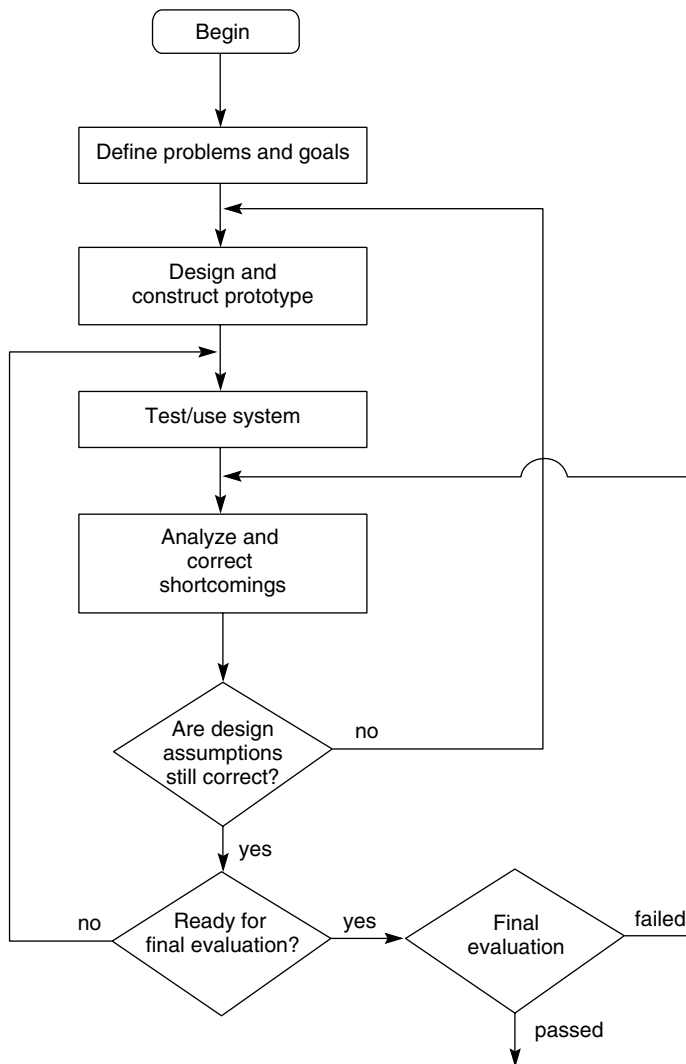 Begin
Define problems and goals
Design and
construct prototype
Test/use system
Analyze and
correct
shortcomings
Are design
assumptions
still correct?
no
yes
no
Ready for
final evaluation?
yes
Final
evaluation
failed
passed